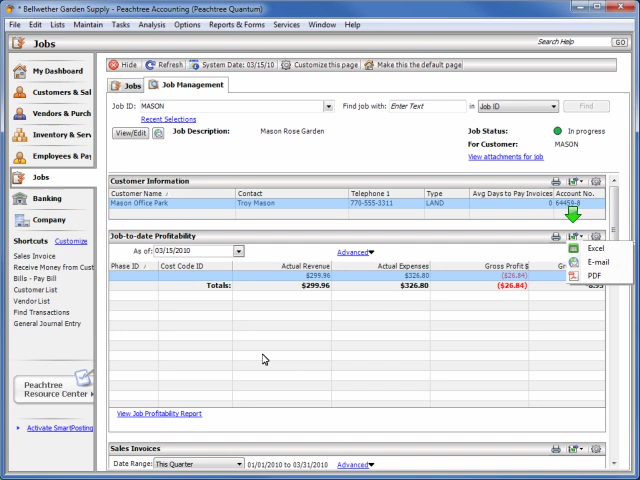 * Bellwether Garden Supply - Peachtree Accounting (Peachtree Quantum)
File Edit Lists Maintain Tasks Analysis Options Reports & Forms Services Window Help
Jobs Search Help GO
Hide Refresh System Date: 03/15/10 Customize this page Make this the default page
My Dashboard
Customers & Sal
Vendors & Purch
Inventory & Serv
Employees & Pay
Jobs
Banking
Company
Shortcuts Customize
Sales Invoice
Receive Money from Cust
Bills - Pay Bill
Customer List
Vendor List
Find Transactions
General Journal Entry
Peachtree
Resource Center
Activate SmartPosting
Jobs Job Management
Job ID: MASON Find job with: Enter Text in Job ID Find
Recent Selections
View/Edit Job Description: Mason Rose Garden Job Status: In progress
For Customer: MASON
View attachments for job
Customer Information
Customer Name / Contact Telephone 1 Type Avg Days to Pay Invoices Account No.
Mason Office Park Troy Mason 770-555-3311 LAND 0 64459-8
Job-to-date Profitability
As of: 03/15/2010 Advanced
Excel
E-mail
PDF
Phase ID / Cost Code ID Actual Revenue Actual Expenses Gross Profit $
$299.96 $326.80 ($26.84)
Totals: $299.96 $326.80 ($26.84)
View Job Profitability Report
Sales Invoices
Date Range: This Quarter 01/01/2010 to 03/31/2010 Advanced